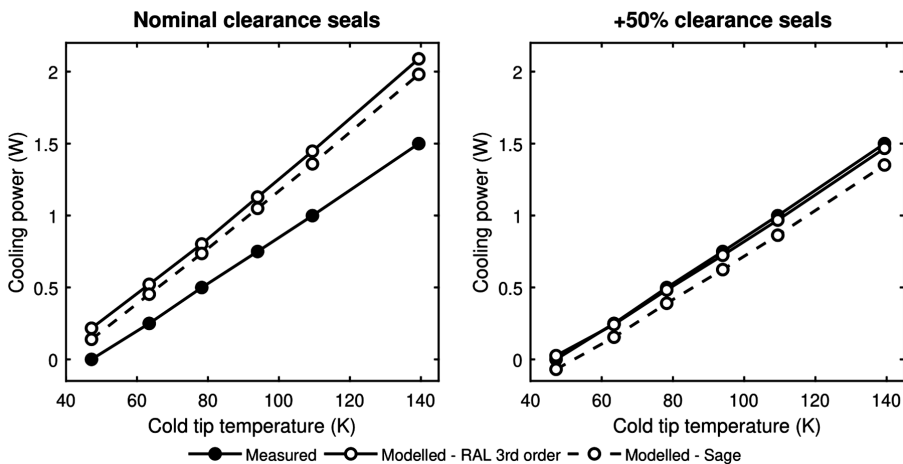 Nominal clearance seals
+50% clearance seals
Cooling power (W)
2
1.5
1
0.5
0
40 60 80 100 120 140
Cold tip temperature (K)
Cooling power (W)
2
1.5
1
0.5
0
40 60 80 100 120 140
Cold tip temperature (K)
Measured Modelled - RAL 3rd order Modelled - Sage